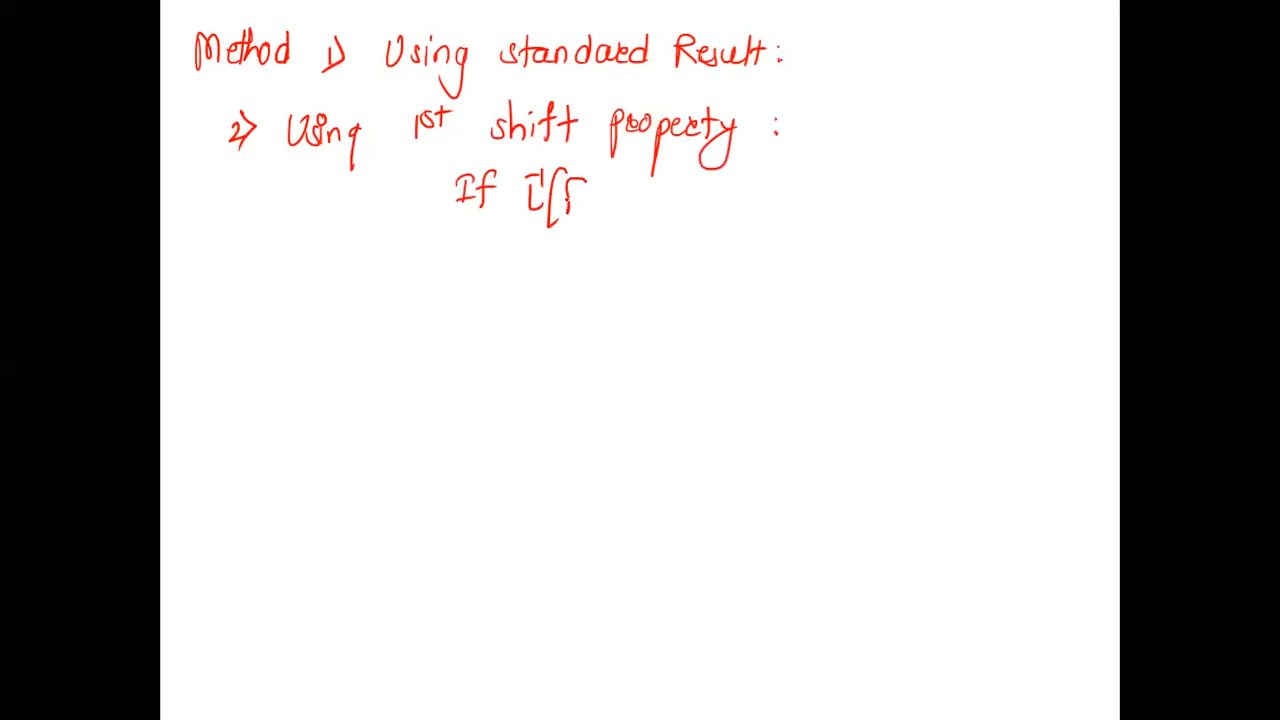 Method 1) Using standard Result:
2) Using 1st shift property :
If L⁻¹[F